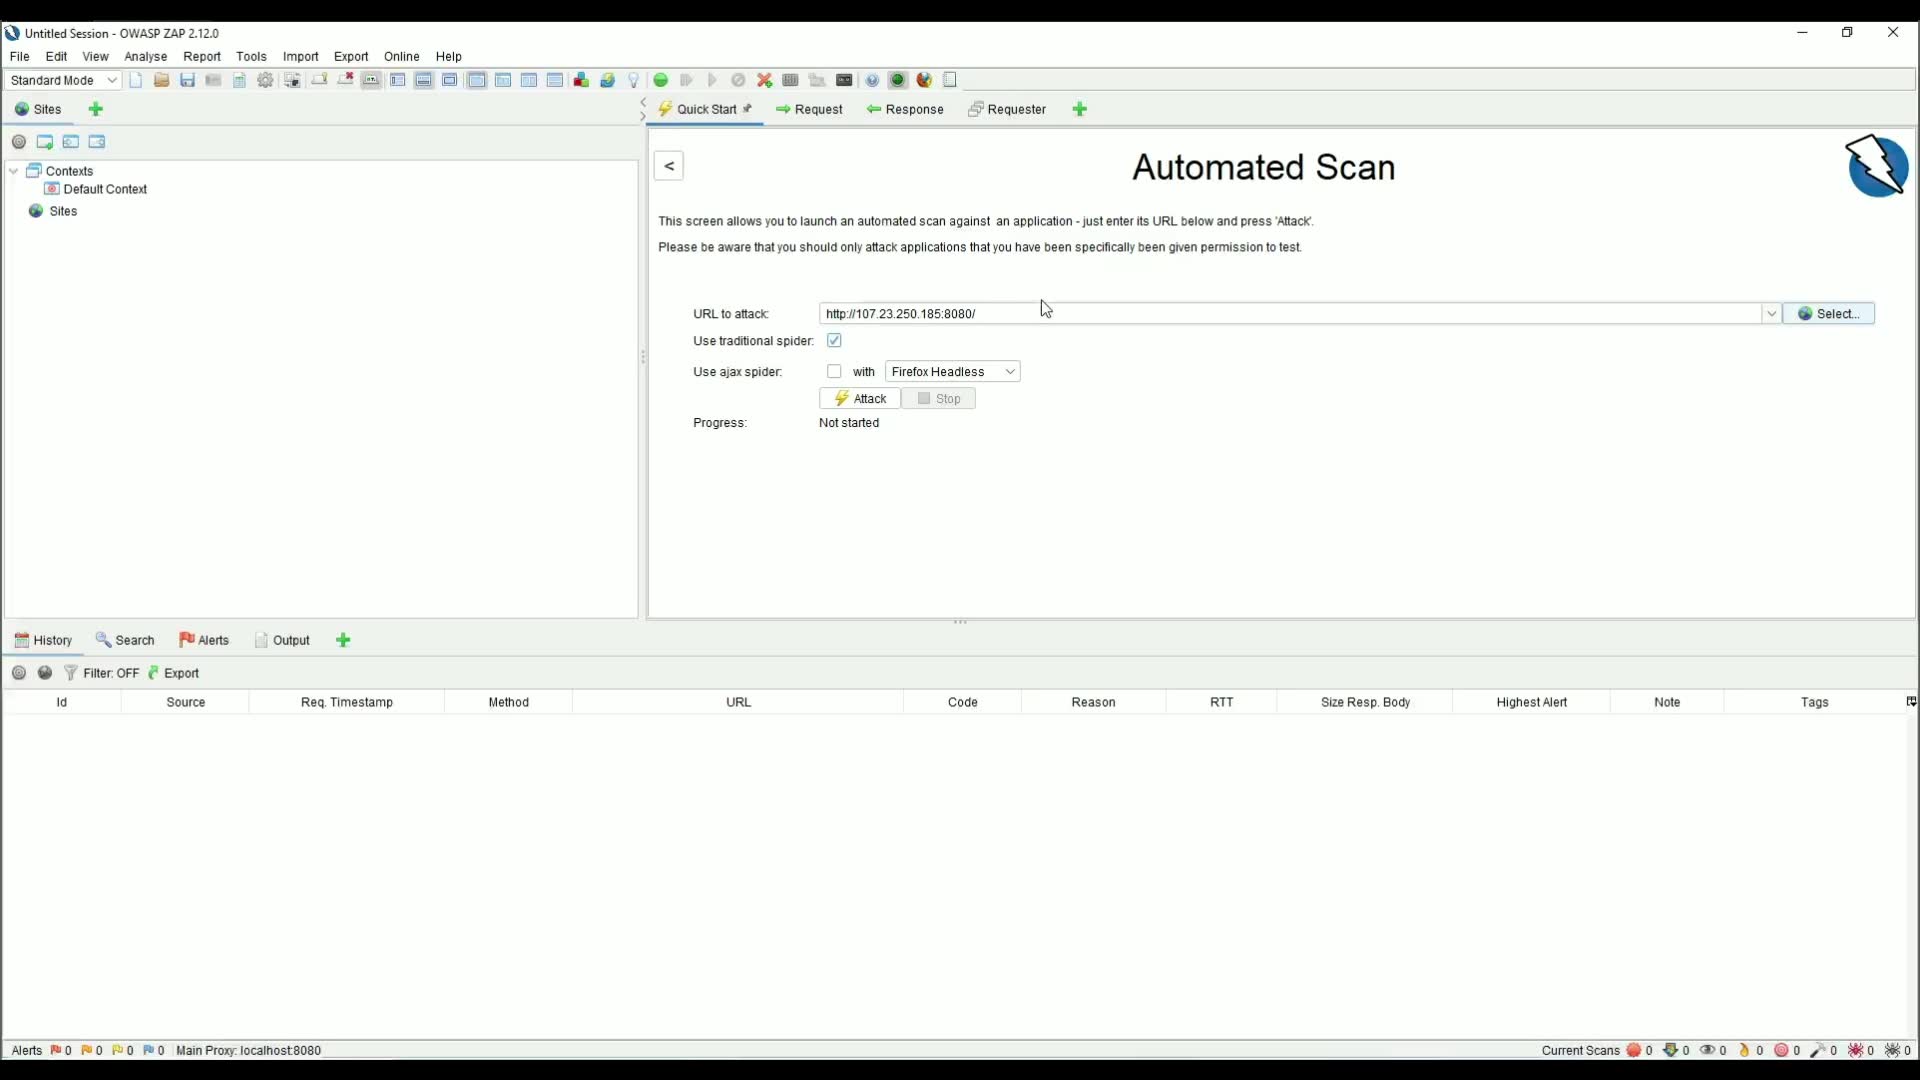 Untitled Session - OWASP ZAP 2.12.0
File Edit View Analyse Report Tools Import Export Online Help
Standard Mode
Sites
Quick Start Request Response Requester
<
Automated Scan
Contexts
Default Context
Sites
This screen allows you to launch an automated scan against an application - just enter its URL below and press 'Attack'.
Please be aware that you should only attack applications that you have been specifically been given permission to test.
URL to attack: http://107.23.250.185:8080/ Select...
Use traditional spider:
Use ajax spider: with Firefox Headless
Attack Stop
Progress: Not started
History Search Alerts Output
Filter: OFF Export
Id Source Req. Timestamp Method URL Code Reason RTT Size Resp. Body Highest Alert Note Tags
Alerts 0 0 0 0 Main Proxy: localhost:8080 Current Scans 0 0 0 0 0 0 0 0